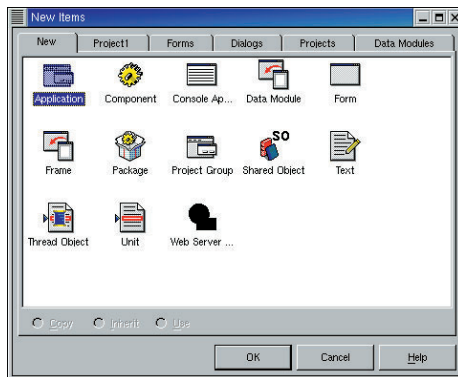 New Items
New Project1 Forms Dialogs Projects Data Modules
Application Component Console Ap... Data Module Form
SO
Frame Package Project Group Shared Object Text
Thread Object Unit Web Server ...
Copy Inherit Use
OK Cancel Help